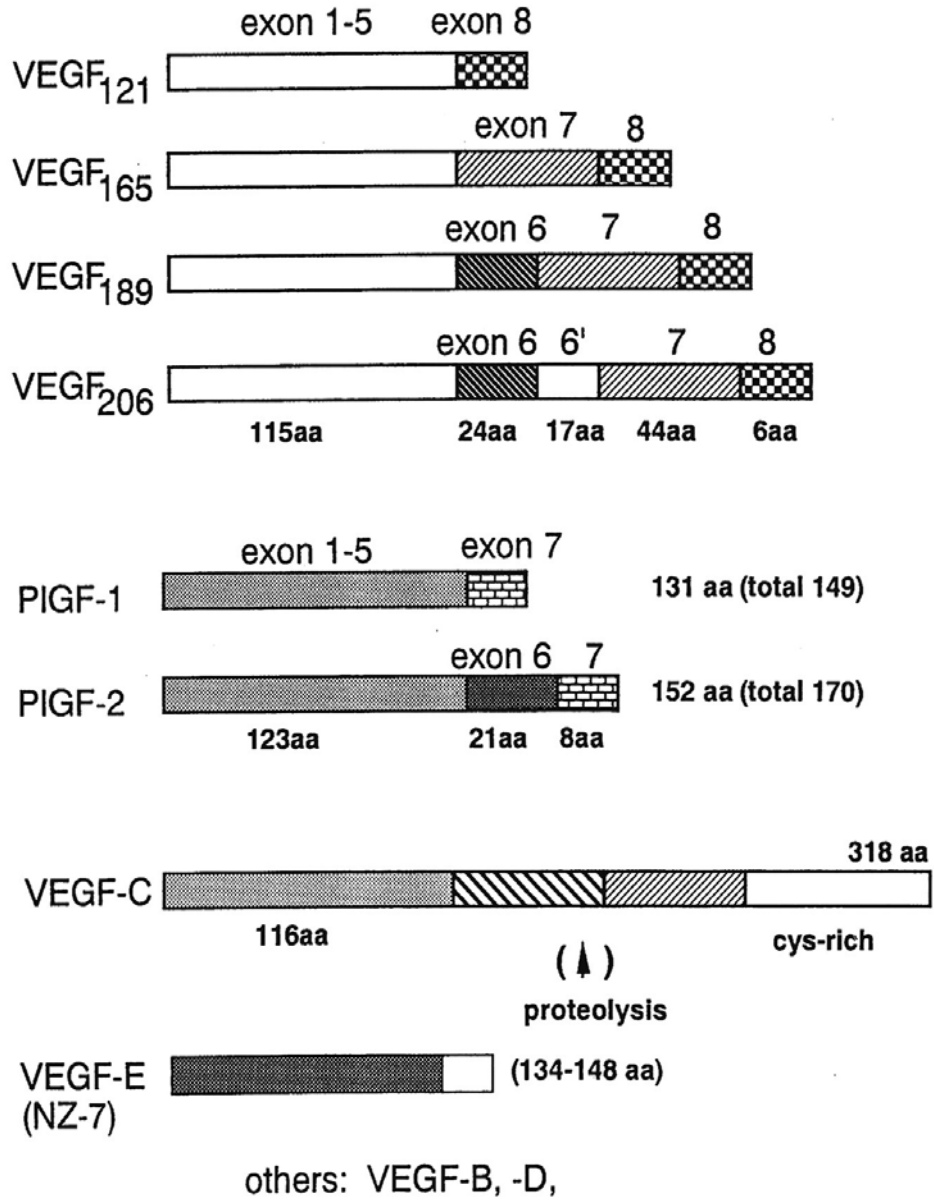 exon 1-5 exon 8
VEGF121
exon 7 8
VEGF165
exon 6 7 8
VEGF189
exon 6 6' 7 8
VEGF206
115aa 24aa 17aa 44aa 6aa
exon 1-5 exon 7
PlGF-1 131 aa (total 149)
exon 6 7
PlGF-2 152 aa (total 170)
123aa 21aa 8aa
318 aa
VEGF-C
116aa cys-rich
( )
proteolysis
VEGF-E (134-148 aa)
(NZ-7)
others: VEGF-B, -D,